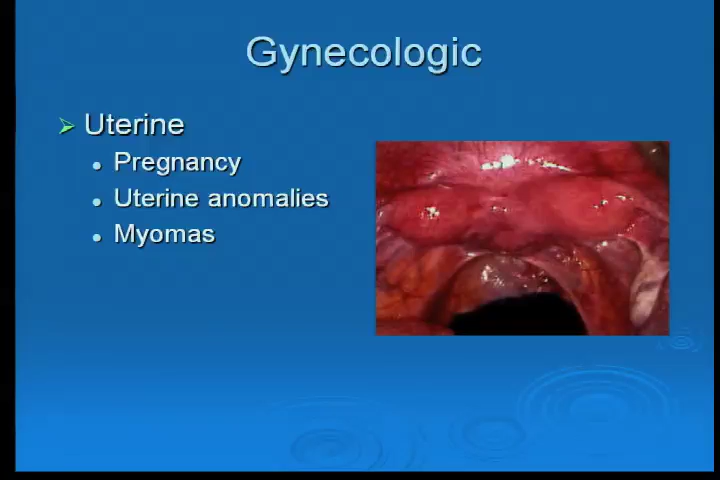 Gynecologic
Uterine
Pregnancy
Uterine anomalies
Myomas